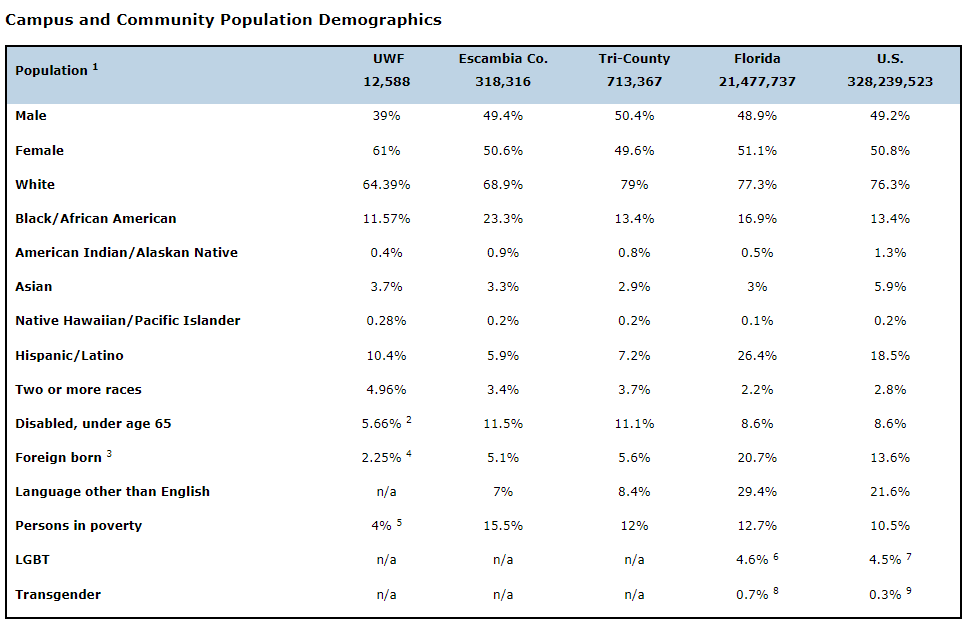 Campus and Community Population Demographics
Population 1 UWF 12,588 Escambia Co. 318,316 Tri-County 713,367 Florida 21,477,737 U.S. 328,239,523
Male 39% 49.4% 50.4% 48.9% 49.2%
Female 61% 50.6% 49.6% 51.1% 50.8%
White 64.39% 68.9% 79% 77.3% 76.3%
Black/African American 11.57% 23.3% 13.4% 16.9% 13.4%
American Indian/Alaskan Native 0.4% 0.9% 0.8% 0.5% 1.3%
Asian 3.7% 3.3% 2.9% 3% 5.9%
Native Hawaiian/Pacific Islander 0.28% 0.2% 0.2% 0.1% 0.2%
Hispanic/Latino 10.4% 5.9% 7.2% 26.4% 18.5%
Two or more races 4.96% 3.4% 3.7% 2.2% 2.8%
Disabled, under age 65 5.66% 2 11.5% 11.1% 8.6% 8.6%
Foreign born 3 2.25% 4 5.1% 5.6% 20.7% 13.6%
Language other than English n/a 7% 8.4% 29.4% 21.6%
Persons in poverty 4% 5 15.5% 12% 12.7% 10.5%
LGBT n/a n/a n/a 4.6% 6 4.5% 7
Transgender n/a n/a n/a 0.7% 8 0.3% 9